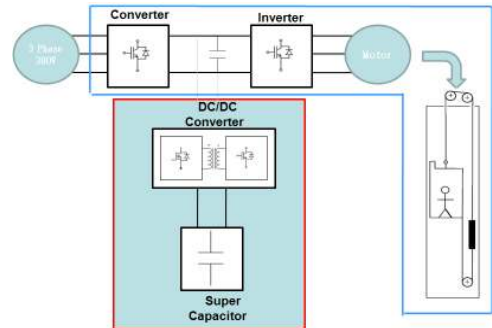 Converter
Inverter
3 Phase
380V
Motor
DC/DC
Converter
Super
Capacitor